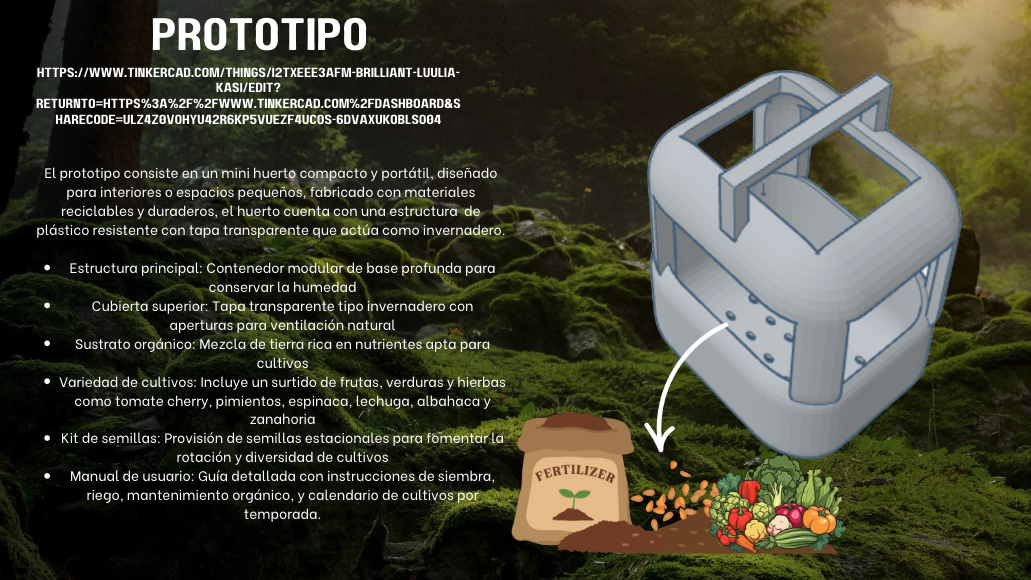 PROTOTIPO
HTTPS://WWW.TINKERCAD.COM/THINGS/I2TXEEE3AFM-BRILLIANT-LUULIA-
KASI/EDIT?
RETURNTO=HTTPS%3A%2F%2FWWW.TINKERCAD.COM%2FDASHBOARD&S
HARECODE=ULZ4Z0VOHYU42R6KP5VUEZF4UCOS-6DVAXUKOBLSO04
El prototipo consiste en un mini huerto compacto y portátil, diseñado
para interiores o espacios pequeños, fabricado con materiales
reciclables y duraderos, el huerto cuenta con una estructura de
plástico resistente con tapa transparente que actúa como invernadero.
• Estructura principal: Contenedor modular de base profunda para
conservar la humedad
• Cubierta superior: Tapa transparente tipo invernadero con
aperturas para ventilación natural
• Sustrato orgánico: Mezcla de tierra rica en nutrientes apta para
cultivos
• Variedad de cultivos: Incluye un surtido de frutas, verduras y hierbas
como tomate cherry, pimientos, espinaca, lechuga, albahaca y
zanahoria
• Kit de semillas: Provisión de semillas estacionales para fomentar la
rotación y diversidad de cultivos
• Manual de usuario: Guía detallada con instrucciones de siembra,
riego, mantenimiento orgánico, y calendario de cultivos por
temporada.
FERTILIZER